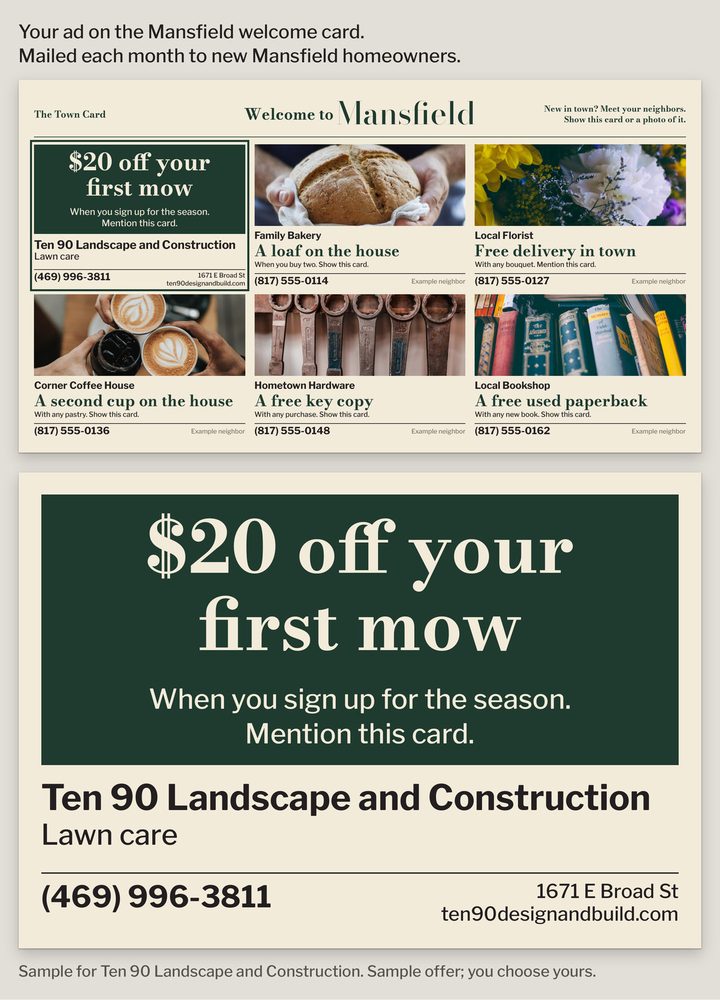 Your ad on the Mansfield welcome card.
Mailed each month to new Mansfield homeowners.
The Town Card
Welcome to Mansfield
New in town? Meet your neighbors.
Show this card or a photo of it.
$20 off your
first mow
When you sign up for the season.
Mention this card.
Ten 90 Landscape and Construction
Lawn care
(469) 996-3811
1671 E Broad St
ten90designandbuild.com
Family Bakery
A loaf on the house
When you buy two. Show this card.
(817) 555-0114
Example neighbor
Local Florist
Free delivery in town
With any bouquet. Mention this card.
(817) 555-0127
Example neighbor
Corner Coffee House
A second cup on the house
With any pastry. Show this card.
(817) 555-0136
Example neighbor
Hometown Hardware
A free key copy
With any purchase. Show this card.
(817) 555-0148
Example neighbor
Local Bookshop
A free used paperback
With any new book. Show this card.
(817) 555-0162
Example neighbor
$20 off your
first mow
When you sign up for the season.
Mention this card.
Ten 90 Landscape and Construction
Lawn care
(469) 996-3811
1671 E Broad St
ten90designandbuild.com
Sample for Ten 90 Landscape and Construction. Sample offer; you choose yours.